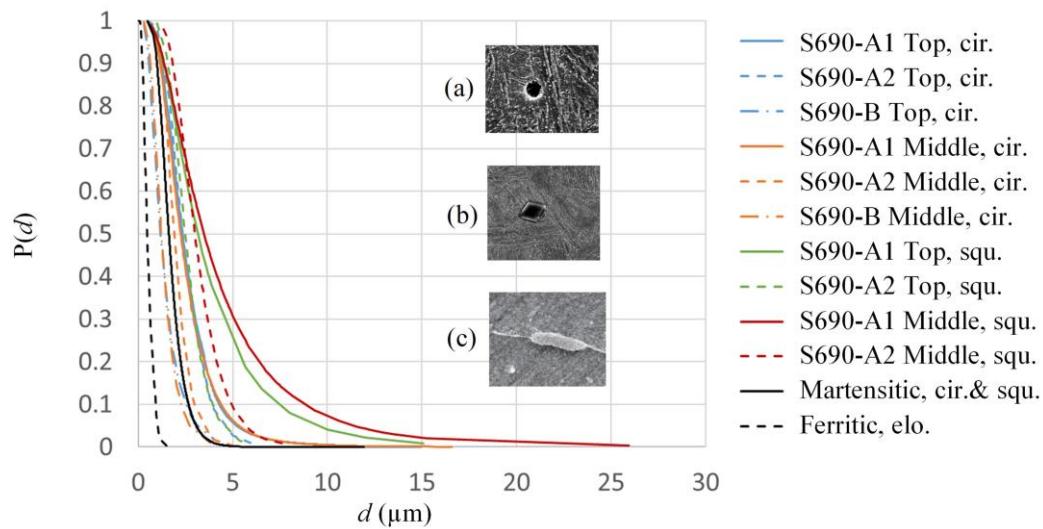 1
0.9
0.8
0.7
0.6
0.5
0.4
0.3
0.2
0.1
0
P(d)
0 5 10 15 20 25 30
d (µm)
(a)
(b)
(c)
S690-A1 Top, cir.
S690-A2 Top, cir.
S690-B Top, cir.
S690-A1 Middle, cir.
S690-A2 Middle, cir.
S690-B Middle, cir.
S690-A1 Top, squ.
S690-A2 Top, squ.
S690-A1 Middle, squ.
S690-A2 Middle, squ.
Martensitic, cir.& squ.
Ferritic, elo.